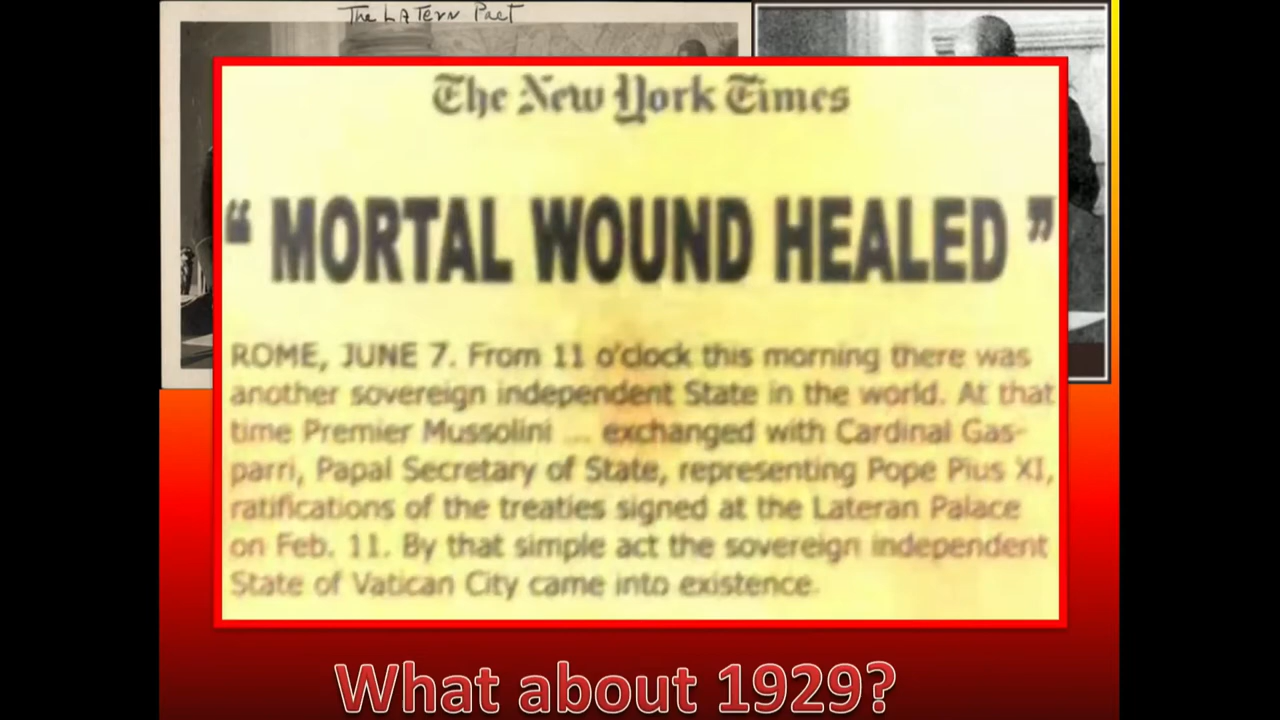 The LATern Pact
The New York Times
“ MORTAL WOUND HEALED ”
ROME, JUNE 7. From 11 o'clock this morning there was
another sovereign independent State in the world. At that
time Premier Mussolini ... exchanged with Cardinal Gas-
parri, Papal Secretary of State, representing Pope Pius XI,
ratifications of the treaties signed at the Lateran Palace
on Feb. 11. By that simple act the sovereign independent
State of Vatican City came into existence.
What about 1929?